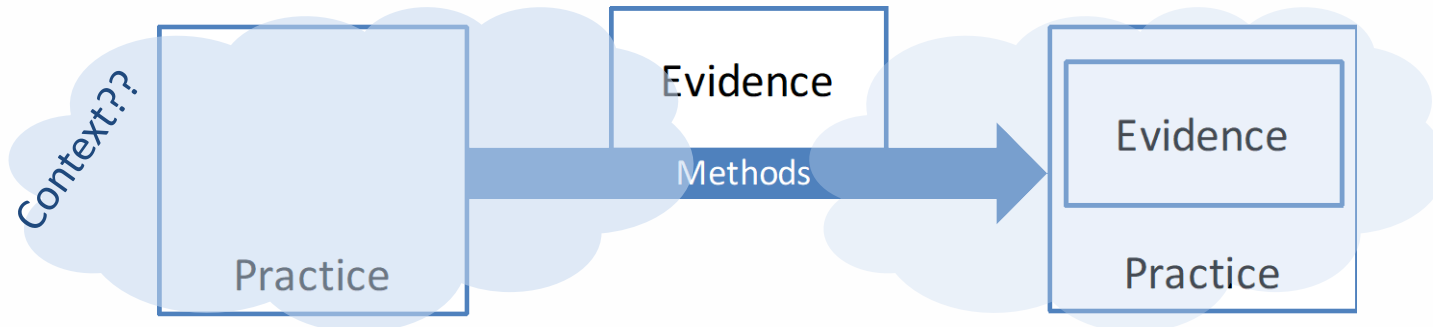 Context??
Practice
Evidence
Methods
Evidence
Practice